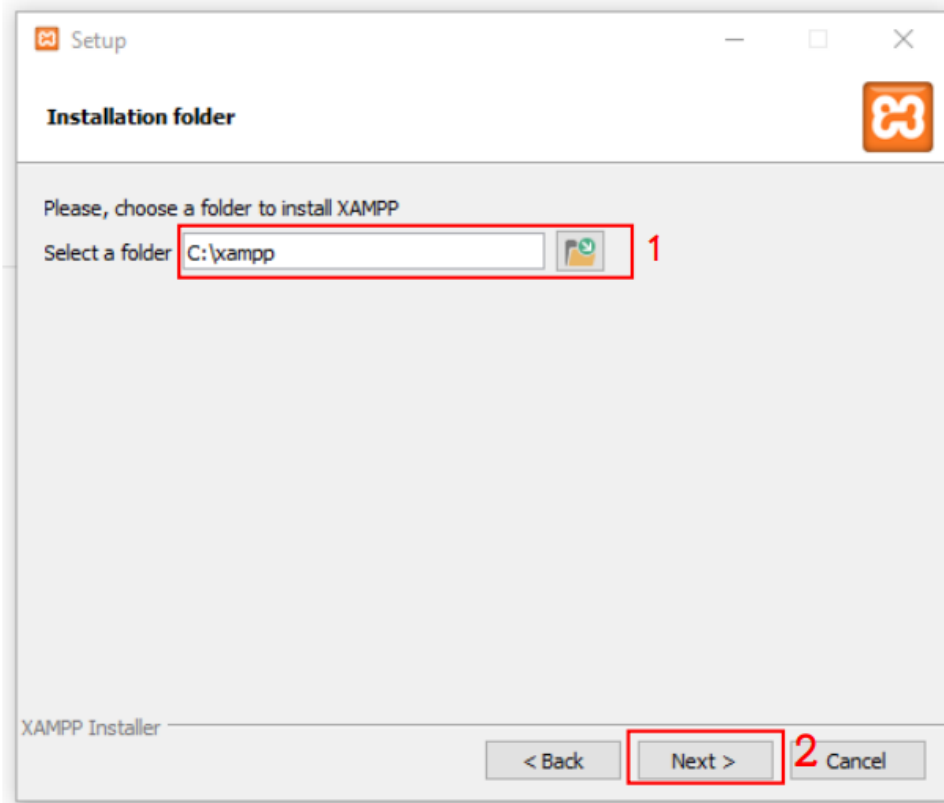 Setup
Installation folder
Please, choose a folder to install XAMPP
Select a folder C:\xampp 1
XAMPP Installer
< Back Next > 2 Cancel